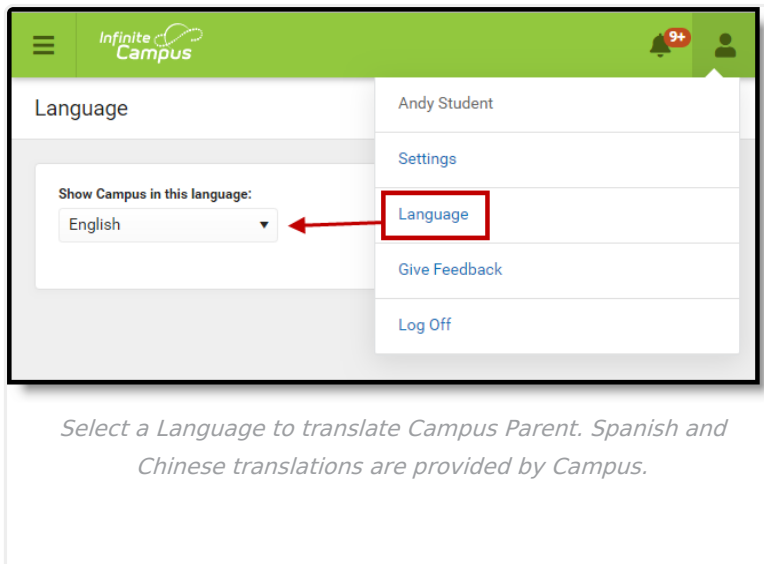 Infinite
Campus
9+
Language
Andy Student
Settings
Show Campus in this language:
English
Language
Give Feedback
Log Off
Select a Language to translate Campus Parent. Spanish and
Chinese translations are provided by Campus.